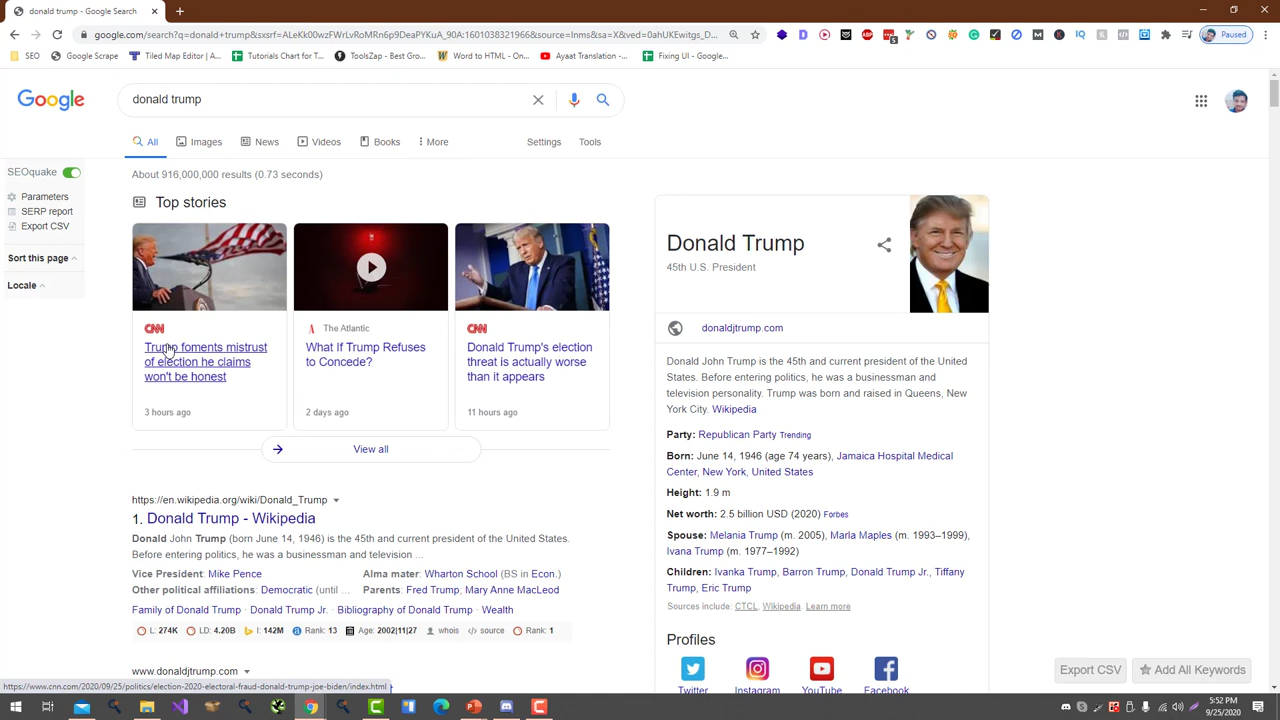 donald trump - Google Search
google.com/search?q=donald+trump&sxsrf=ALeKk00wzFWrLvRoMRn6p9DeaPYKuA_90A:1601038321966&source=lnms&sa=X&ved=0ahUKEwitgs_D...
Paused
SEO
Google Scrape
Tiled Map Editor | A...
Tutorials Chart for T...
ToolsZap - Best Gro...
Word to HTML - On...
Ayaat Translation -...
Fixing UI - Google...
Google
donald trump
All
Images
News
Videos
Books
More
Settings
Tools
SEOquake
Parameters
SERP report
Export CSV
Sort this page
Locale
About 916,000,000 results (0.73 seconds)
Top stories
CNN
Trump foments mistrust
of election he claims
won't be honest
3 hours ago
The Atlantic
What If Trump Refuses
to Concede?
2 days ago
CNN
Donald Trump's election
threat is actually worse
than it appears
11 hours ago
View all
https://en.wikipedia.org/wiki/Donald_Trump
1. Donald Trump - Wikipedia
Donald John Trump (born June 14, 1946) is the 45th and current president of the United States.
Before entering politics, he was a businessman and television ...
Vice President: Mike Pence
Alma mater: Wharton School (BS in Econ.)
Other political affiliations: Democratic (until ...
Parents: Fred Trump, Mary Anne MacLeod
Family of Donald Trump · Donald Trump Jr. · Bibliography of Donald Trump · Wealth
L: 274K LD: 4.20B I: 142M Rank: 13 Age: 2002|11|27 whois source Rank: 1
www.donaldjtrump.com
Donald Trump
45th U.S. President
donaldjtrump.com
Donald John Trump is the 45th and current president of the United
States. Before entering politics, he was a businessman and
television personality. Trump was born and raised in Queens, New
York City. Wikipedia
Party: Republican Party Trending
Born: June 14, 1946 (age 74 years), Jamaica Hospital Medical
Center, New York, United States
Height: 1.9 m
Net worth: 2.5 billion USD (2020) Forbes
Spouse: Melania Trump (m. 2005), Marla Maples (m. 1993–1999),
Ivana Trump (m. 1977–1992)
Children: Ivanka Trump, Barron Trump, Donald Trump Jr., Tiffany
Trump, Eric Trump
Sources include: CTCL, Wikipedia Learn more
Profiles
Twitter
Instagram
YouTube
Facebook
Export CSV
Add All Keywords
https://www.cnn.com/2020/09/25/politics/election-2020-electoral-fraud-donald-trump-joe-biden/index.html
5:52 PM
9/25/2020